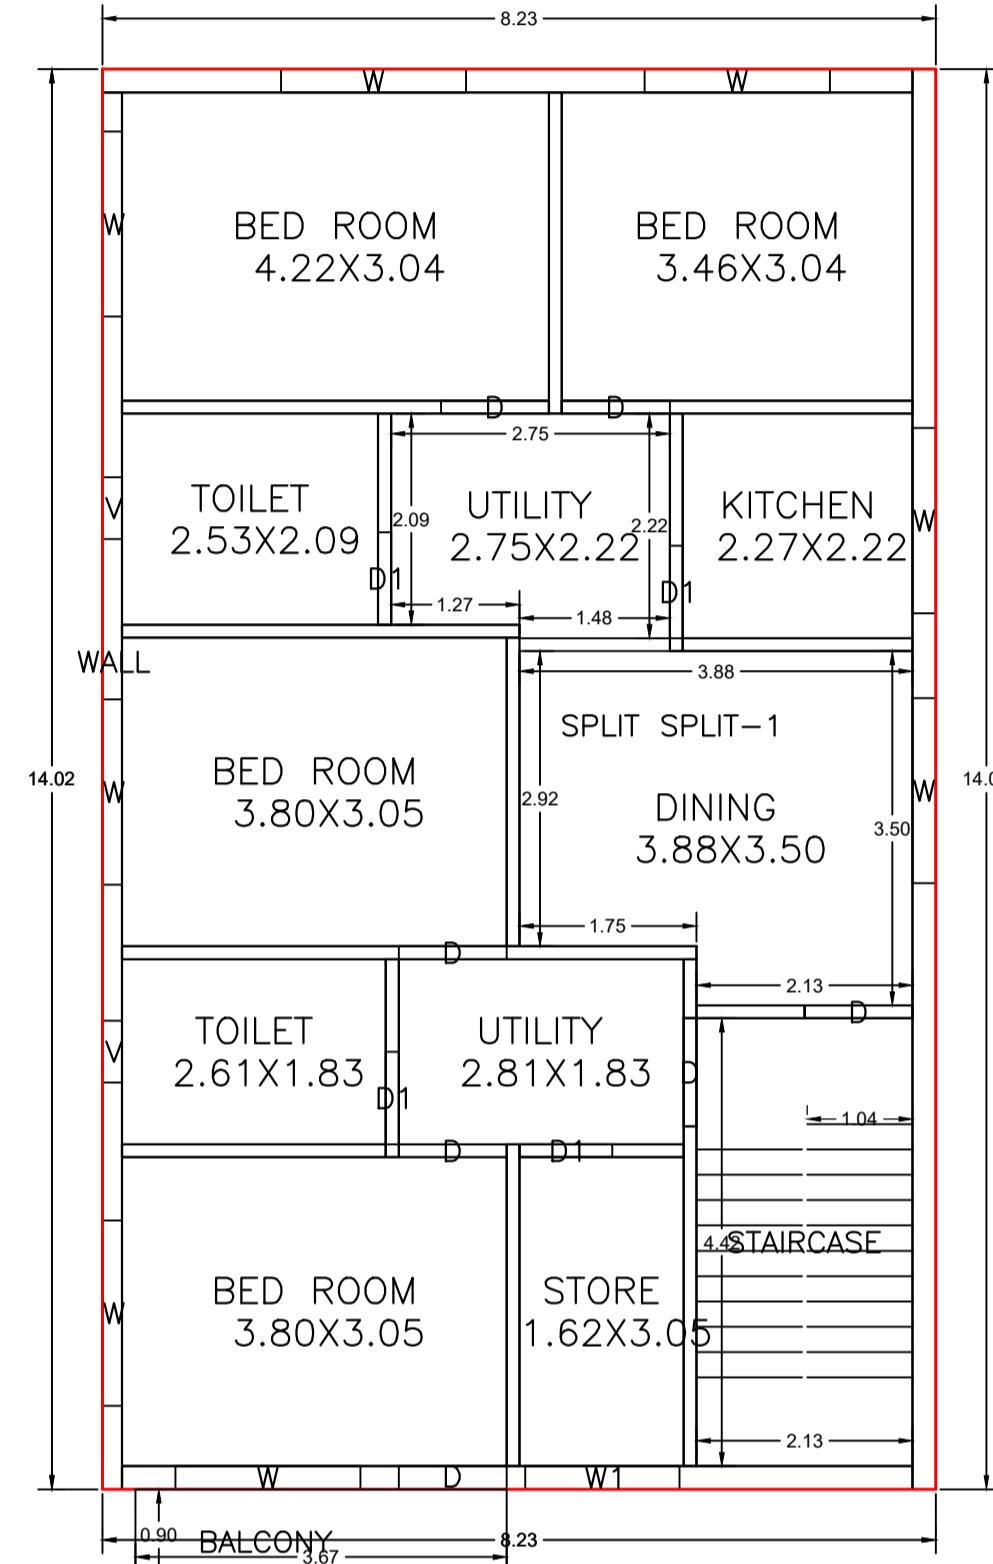 8.23
W
W
W
BED ROOM
4.22X3.04
BED ROOM
3.46X3.04
D
D
2.75
V
TOILET
2.53X2.09
2.09
UTILITY
2.75X2.22
2.22
KITCHEN
2.27X2.22
W
D1
D1
1.27
1.48
WALL
3.88
SPLIT SPLIT-1
14.02
W
BED ROOM
3.80X3.05
2.92
DINING
3.88X3.50
3.50
W
14.0
1.75
D
2.13
D
V
TOILET
2.61X1.83
D1
UTILITY
2.81X1.83
D
1.04
D
D1
4.42
STAIRCASE
W
BED ROOM
3.80X3.05
STORE
1.62X3.05
2.13
W
D
W1
0.90
BALCONY
3.67
8.23